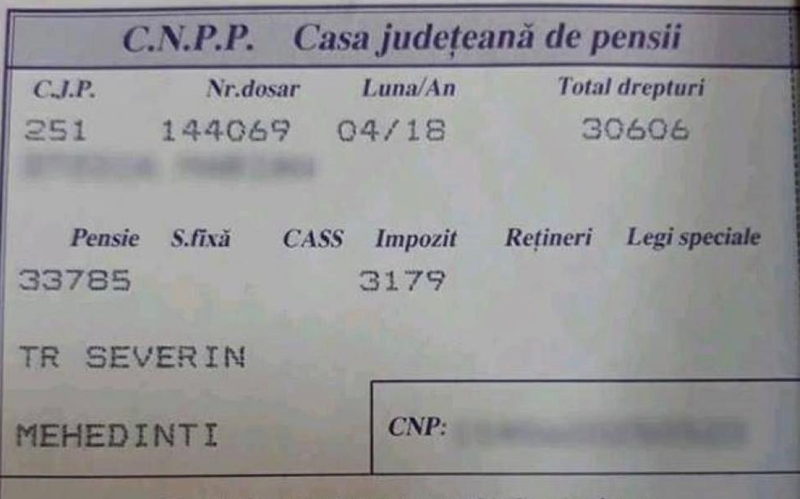 C.N.P.P. Casa județeană de pensii
C.J.P. Nr.dosar Luna/An Total drepturi
251 144069 04/18 30606
Pensie S.fixă CASS Impozit Rețineri Legi speciale
33785 3179
TR SEVERIN
MEHEDINTI
CNP: